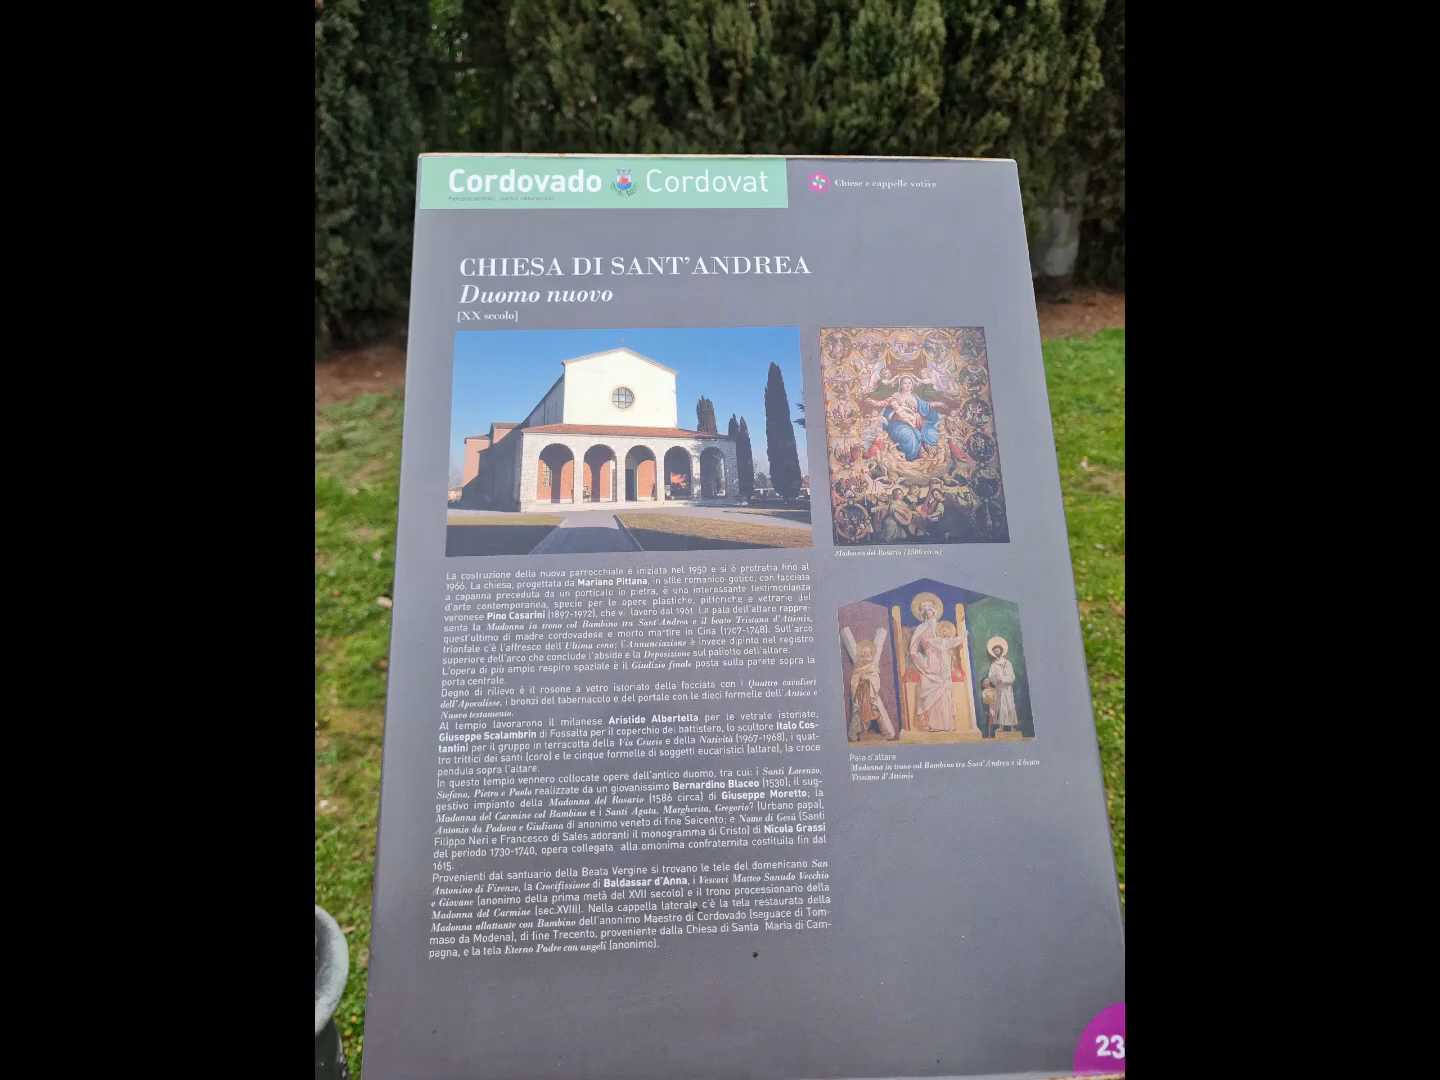 Cordovado Cordovat
Chiese e cappelle votive
CHIESA DI SANT'ANDREA
Duomo nuovo
[XX secolo]
Madonna del Rosario (1586 circa)
La costruzione della nuova parrocchiale è iniziata nel 1950 e si è protratta fino al
1966. La chiesa, progettata da Mariano Pittana, in stile romanico-gotico, con facciata
a capanna preceduta da un porticato in pietra, è una interessante testimonianza
d'arte contemporanea, specie per le opere plastiche, pittoriche e vetrarie del
veronese Pino Casarini (1897-1972), che vi lavorò dal 1961. La pala dell'altare rappre-
senta la Madonna in trono col Bambino tra Sant'Andrea e il beato Tristano d'Attimis,
quest'ultimo di madre cordovadese e morto martire in Cina (1707-1748). Sull'arco
trionfale c'è l'affresco dell'Ultima cena; l'Annunciazione è invece dipinta nel registro
superiore dell'arco che conclude l'abside e la Deposizione sul paliotto dell'altare.
L'opera di più ampio respiro spaziale è il Giudizio finale posta sulla parete sopra la
porta centrale.
Degno di rilievo è il rosone a vetro istoriato della facciata con i Quattro cavalieri
dell'Apocalisse, i bronzi del tabernacolo e del portale con le dieci formelle dell'Antico e
Nuovo testamento.
Al tempio lavorarono il milanese Aristide Albertella per le vetrate istoriate,
Giuseppe Scalambrin di Fossalta per il coperchio del battistero, lo scultore Italo Cos-
tantini per il gruppo in terracotta della Via Crucis e della Natività (1967-1968), i quat-
tro trittici dei santi (coro) e le cinque formelle di soggetti eucaristici (altare), la croce
pendula sopra l'altare.
In questo tempio vennero collocate opere dell'antico duomo, tra cui: i Santi Lorenzo,
Stefano, Pietro e Paolo realizzate da un giovanissimo Bernardino Blaceo (1530); il sug-
gestivo impianto della Madonna del Rosario (1586 circa) di Giuseppe Moretto; la
Madonna del Carmine col Bambino e i Santi Agata, Margherita, Gregorio? (Urbano papa),
Antonio da Padova e Giuliana di anonimo veneto di fine Seicento; e Nome di Gesù (Santi
Filippo Neri e Francesco di Sales adoranti il monogramma di Cristo) di Nicola Grassi
del periodo 1730-1740, opera collegata alla omonima confraternita costituita fin dal
1615.
Provenienti dal santuario della Beata Vergine si trovano le tele del domenicano San
Antonino di Firenze, la Crocifissione di Baldassar d'Anna, i Vescovi Matteo Sanudo Vecchio
e Giovane (anonimo della prima metà del XVII secolo) e il trono processionario della
Madonna del Carmine (sec.XVIII). Nella cappella laterale c'è la tela restaurata della
Madonna allattante con Bambino dell'anonimo Maestro di Cordovado (seguace di Tom-
maso da Modena), di fine Trecento, proveniente dalla Chiesa di Santa Maria di Cam-
pagna, e la tela Eterno Padre con angeli (anonimo).
Pala d'altare
Madonna in trono col Bambino tra Sant'Andrea e il beato
Tristano d'Attimis
23